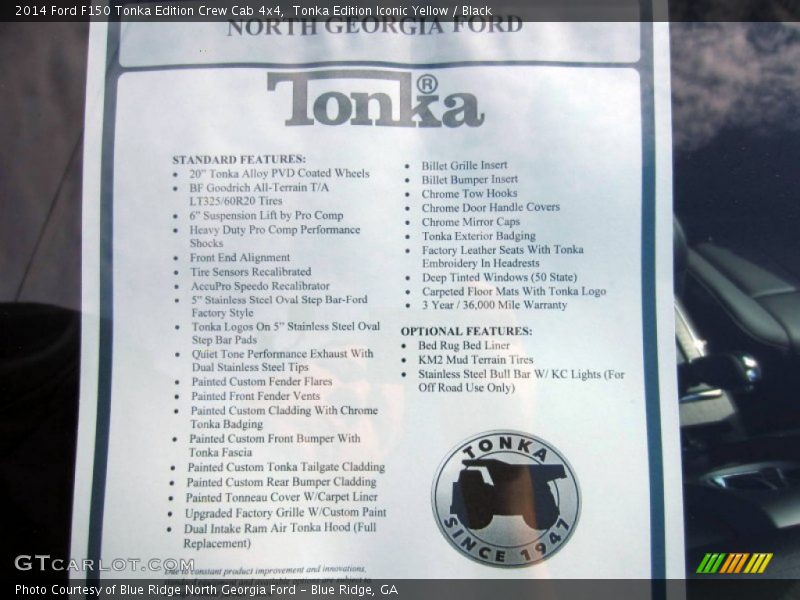 2014 Ford F150 Tonka Edition Crew Cab 4x4,  Tonka Edition Iconic Yellow / Black
NORTH GEORGIA FORD
Tonka®
STANDARD FEATURES:
• 20" Tonka Alloy PVD Coated Wheels
• BF Goodrich All-Terrain T/A
LT325/60R20 Tires
• 6" Suspension Lift by Pro Comp
• Heavy Duty Pro Comp Performance
Shocks
• Front End Alignment
• Tire Sensors Recalibrated
• AccuPro Speedo Recalibrator
• 5" Stainless Steel Oval Step Bar-Ford
Factory Style
• Tonka Logos On 5" Stainless Steel Oval
Step Bar Pads
• Quiet Tone Performance Exhaust With
Dual Stainless Steel Tips
• Painted Custom Fender Flares
• Painted Front Fender Vents
• Painted Custom Cladding With Chrome
Tonka Badging
• Painted Custom Front Bumper With
Tonka Fascia
• Painted Custom Tonka Tailgate Cladding
• Painted Custom Rear Bumper Cladding
• Painted Tonneau Cover W/Carpet Liner
• Upgraded Factory Grille W/Custom Paint
• Dual Intake Ram Air Tonka Hood (Full
Replacement)
• Billet Grille Insert
• Billet Bumper Insert
• Chrome Tow Hooks
• Chrome Door Handle Covers
• Chrome Mirror Caps
• Tonka Exterior Badging
• Factory Leather Seats With Tonka
Embroidery In Headrests
• Deep Tinted Windows (50 State)
• Carpeted Floor Mats With Tonka Logo
• 3 Year / 36,000 Mile Warranty
OPTIONAL FEATURES:
• Bed Rug Bed Liner
• KM2 Mud Terrain Tires
• Stainless Steel Bull Bar W/ KC Lights (For
Off Road Use Only)
TONKA
SINCE 1947
Due to constant product improvement and innovations,
GTcarlot.com
Photo Courtesy of Blue Ridge North Georgia Ford – Blue Ridge, GA